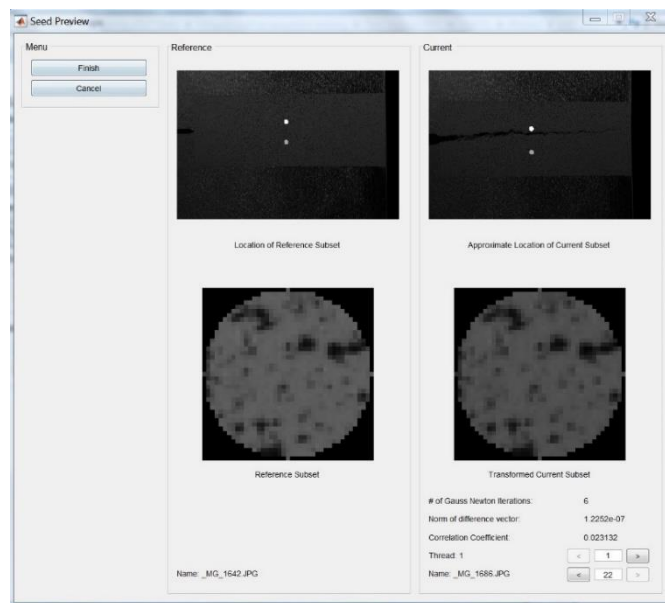 Seed Preview
Menu
Finish
Cancel
Reference
Location of Reference Subset
Reference Subset
Name: _MG_1642.JPG
Current
Approximate Location of Current Subset
Transformed Current Subset
# of Gauss Newton Iterations: 6
Norm of difference vector: 1.2252e-07
Correlation Coefficient: 0.023132
Thread: 1 < 1 >
Name: _MG_1686.JPG < 22 >